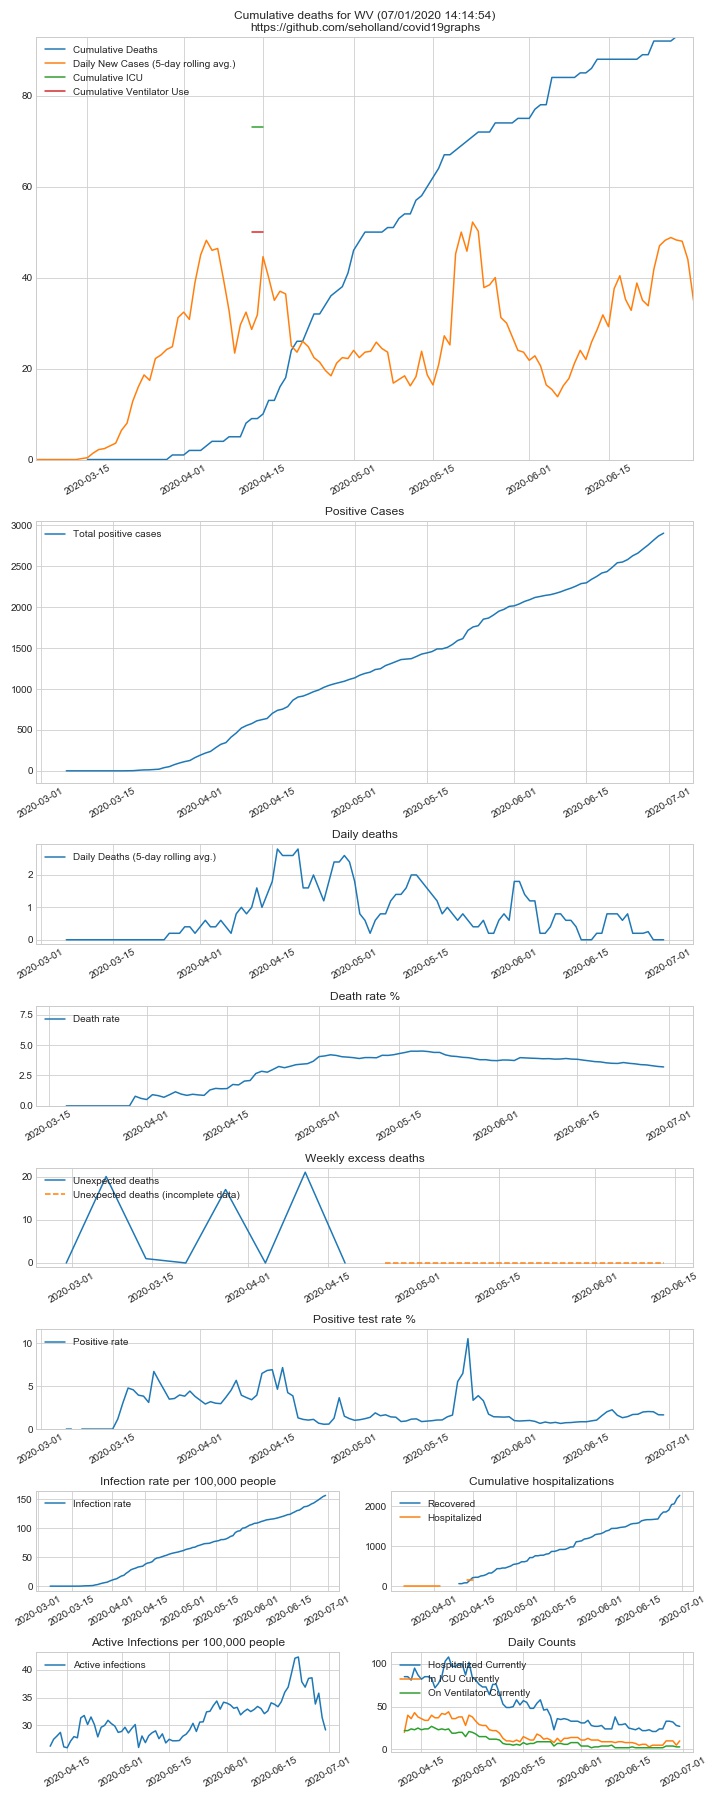 Cumulative deaths for WV (07/01/2020 14:14:54)
https://github.com/seholland/covid19graphs
Cumulative Deaths
Daily New Cases (5-day rolling avg.)
Cumulative ICU
Cumulative Ventilator Use
80
60
40
20
0
2020-03-15 2020-04-01 2020-04-15 2020-05-01 2020-05-15 2020-06-01 2020-06-15
Positive Cases
Total positive cases
3000
2500
2000
1500
1000
500
0
2020-03-01 2020-03-15 2020-04-01 2020-04-15 2020-05-01 2020-05-15 2020-06-01 2020-06-15 2020-07-01
Daily deaths
Daily Deaths (5-day rolling avg.)
2
1
0
2020-03-01 2020-03-15 2020-04-01 2020-04-15 2020-05-01 2020-05-15 2020-06-01 2020-06-15 2020-07-01
Death rate %
Death rate
7.5
5.0
2.5
0.0
2020-03-15 2020-04-01 2020-04-15 2020-05-01 2020-05-15 2020-06-01 2020-06-15 2020-07-01
Weekly excess deaths
Unexpected deaths
Unexpected deaths (incomplete data)
20
10
0
2020-03-01 2020-03-15 2020-04-01 2020-04-15 2020-05-01 2020-05-15 2020-06-01 2020-06-15
Positive test rate %
Positive rate
10
5
0
2020-03-01 2020-03-15 2020-04-01 2020-04-15 2020-05-01 2020-05-15 2020-06-01 2020-06-15 2020-07-01
Infection rate per 100,000 people
Infection rate
150
100
50
0
2020-03-01 2020-03-15 2020-04-01 2020-04-15 2020-05-01 2020-05-15 2020-06-01 2020-06-15 2020-07-01
Cumulative hospitalizations
Recovered
Hospitalized
2000
1000
0
2020-04-01 2020-04-15 2020-05-01 2020-05-15 2020-06-01 2020-06-15 2020-07-01
Active Infections per 100,000 people
Active infections
40
35
30
2020-04-15 2020-05-01 2020-05-15 2020-06-01 2020-06-15 2020-07-01
Daily Counts
Hospitalized Currently
In ICU Currently
On Ventilator Currently
100
50
0
2020-04-15 2020-05-01 2020-05-15 2020-06-01 2020-06-15 2020-07-01